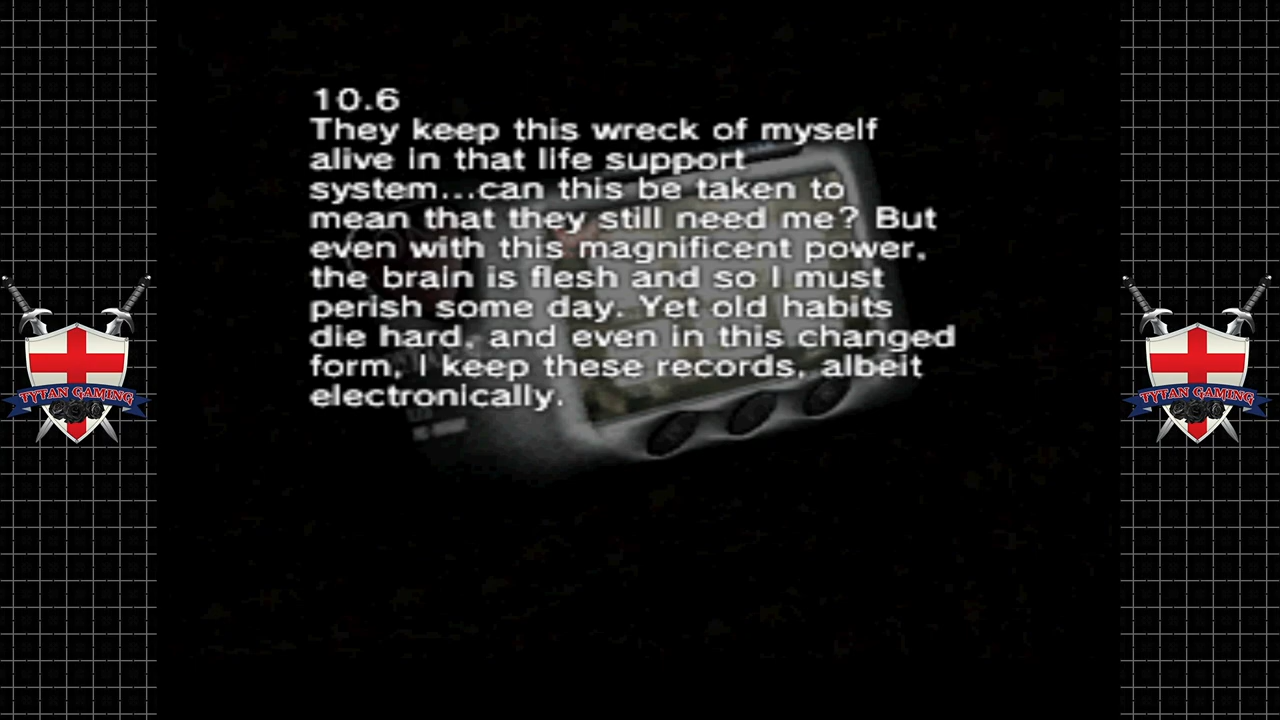 10.6
They keep this wreck of myself
alive in that life support
system...can this be taken to
mean that they still need me? But
even with this magnificent power,
the brain is flesh and so I must
perish some day. Yet old habits
die hard, and even in this changed
form, I keep these records, albeit
electronically.
TYTAN GAMING
TYTAN GAMING